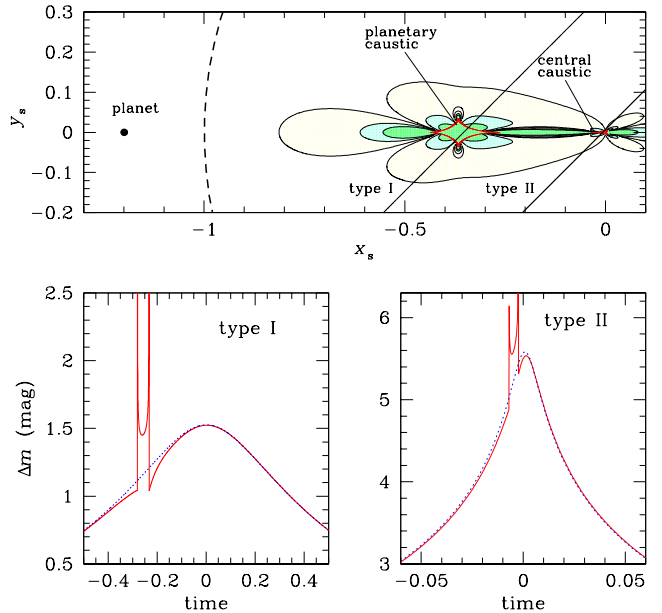 0.3
0.2
0.1
0
−0.1
−0.2
y_s
planetary
caustic
central
caustic
planet
type I
type II
−1
−0.5
0
x_s
2.5
2
1.5
1
0.5
Δm (mag)
type I
−0.4
−0.2
0
0.2
0.4
time
6
5
4
3
type II
−0.05
0
0.05
time